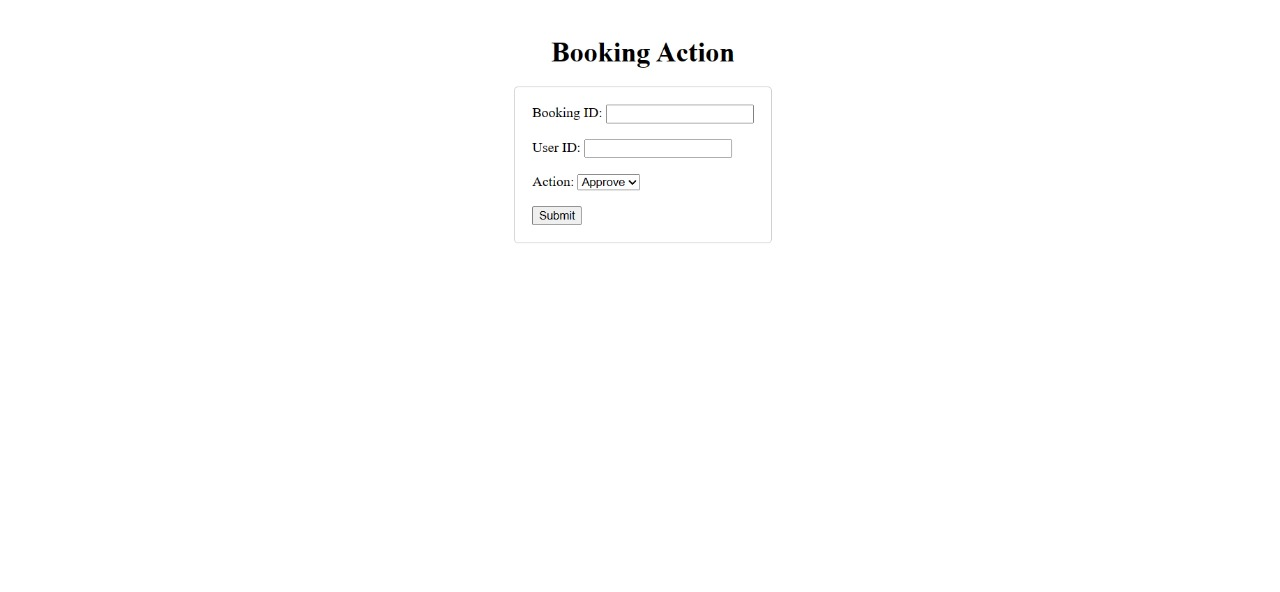 Booking Action
Booking ID:
User ID:
Action: Approve
Submit